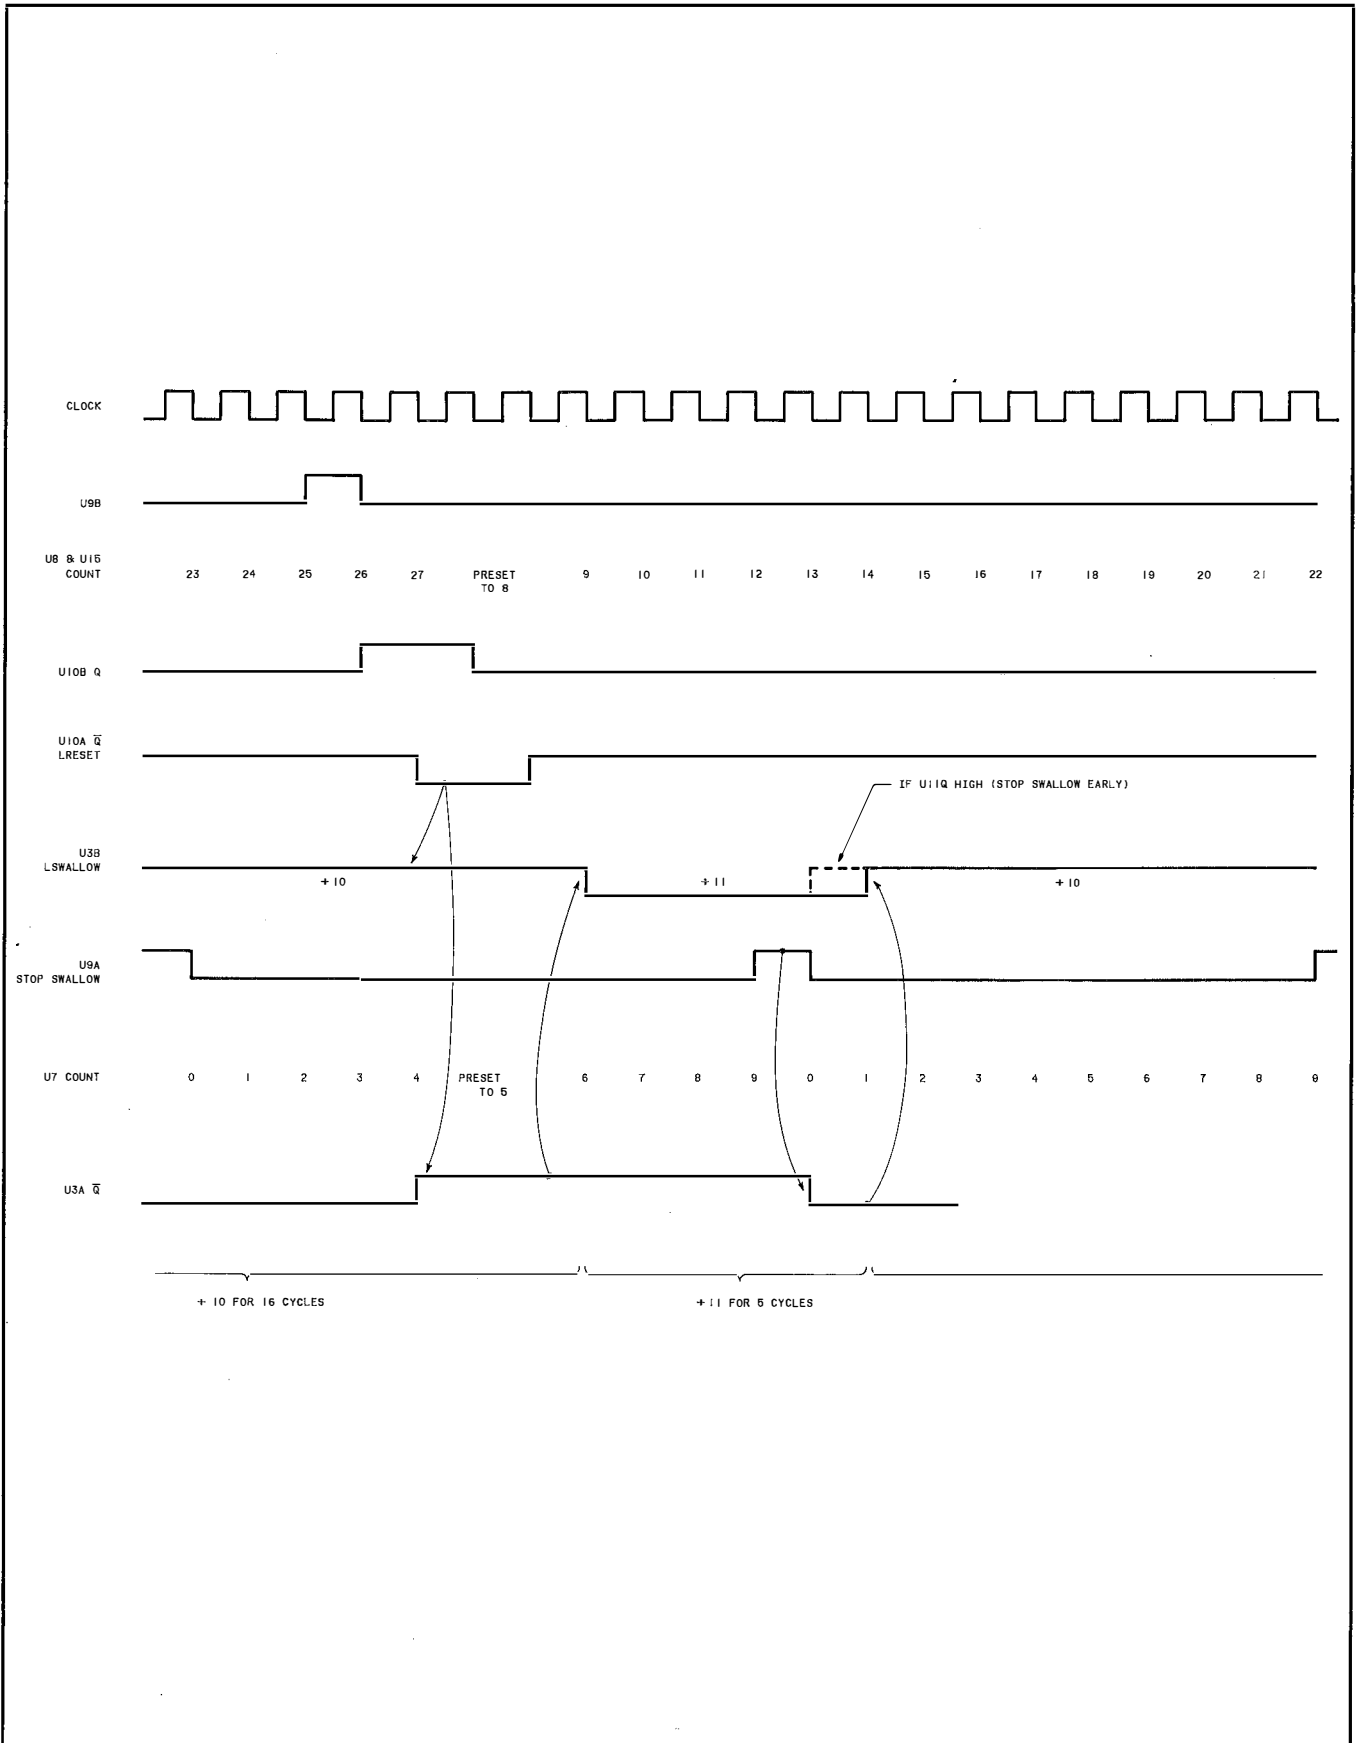 CLOCK
U9B
U8 & U15
COUNT
23 24 25 26 27 PRESET 9 10 11 12 13 14 15 16 17 18 19 20 21 22
TO 8
U10B Q
U10A Q̅
LRESET
IF U11Q HIGH (STOP SWALLOW EARLY)
U3B
LSWALLOW
÷10 ÷11 ÷10
U9A
STOP SWALLOW
U7 COUNT 0 1 2 3 4 PRESET 6 7 8 9 0 1 2 3 4 5 6 7 8 9
TO 5
U3A Q̅
÷ 10 FOR 16 CYCLES ÷11 FOR 5 CYCLES